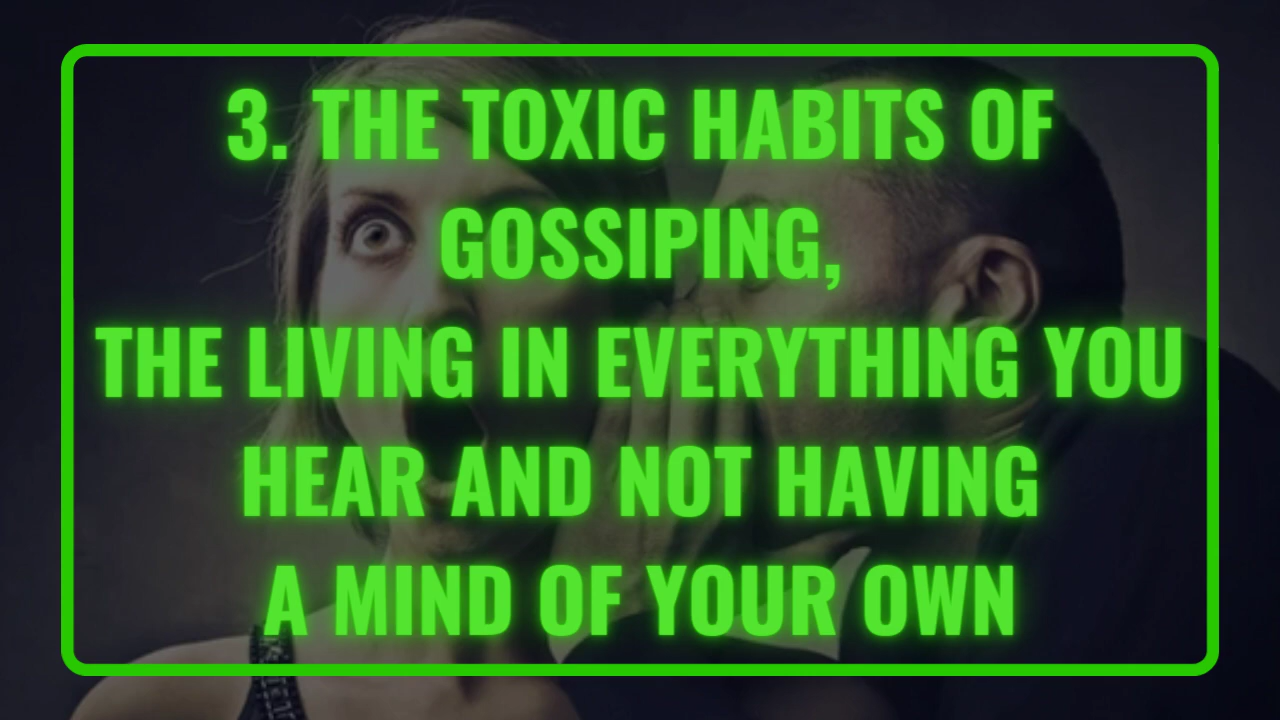 3. THE TOXIC HABITS OF
GOSSIPING,
THE LIVING IN EVERYTHING YOU
HEAR AND NOT HAVING
A MIND OF YOUR OWN